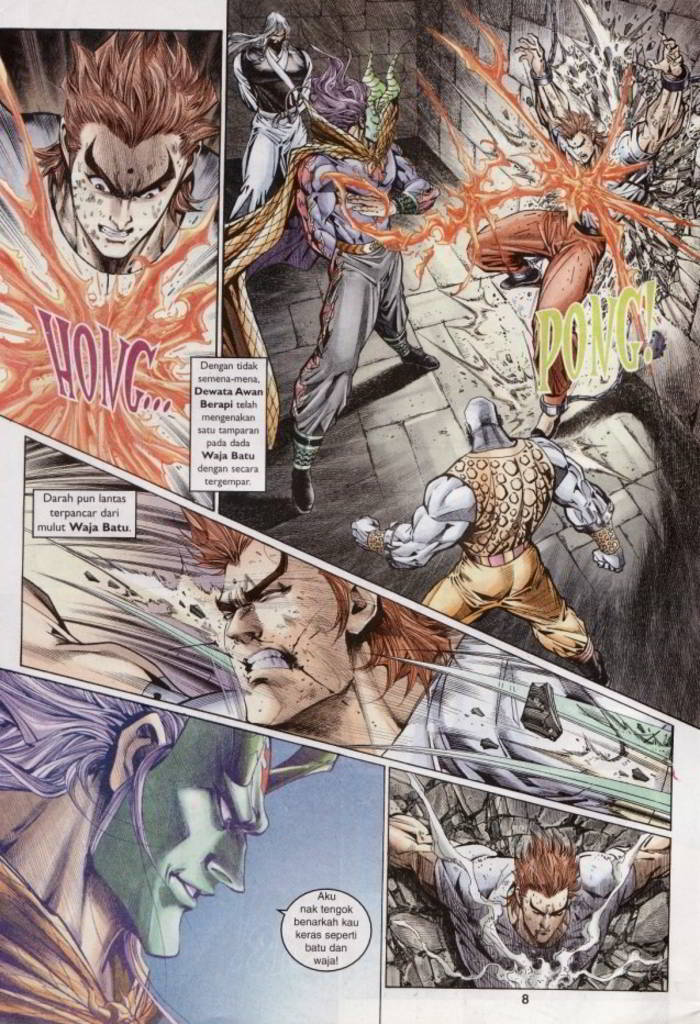 HONG...
PONG!
Dengan tidak
semena-mena,
Dewata Awan
Berapi telah
mengenakan
satu tamparan
pada dada
Waja Batu
dengan secara
tergempar.
Darah pun lantas
terpancar dari
mulut Waja Batu.
Aku
nak tengok
benarkah kau
keras seperti
batu dan
waja!
8